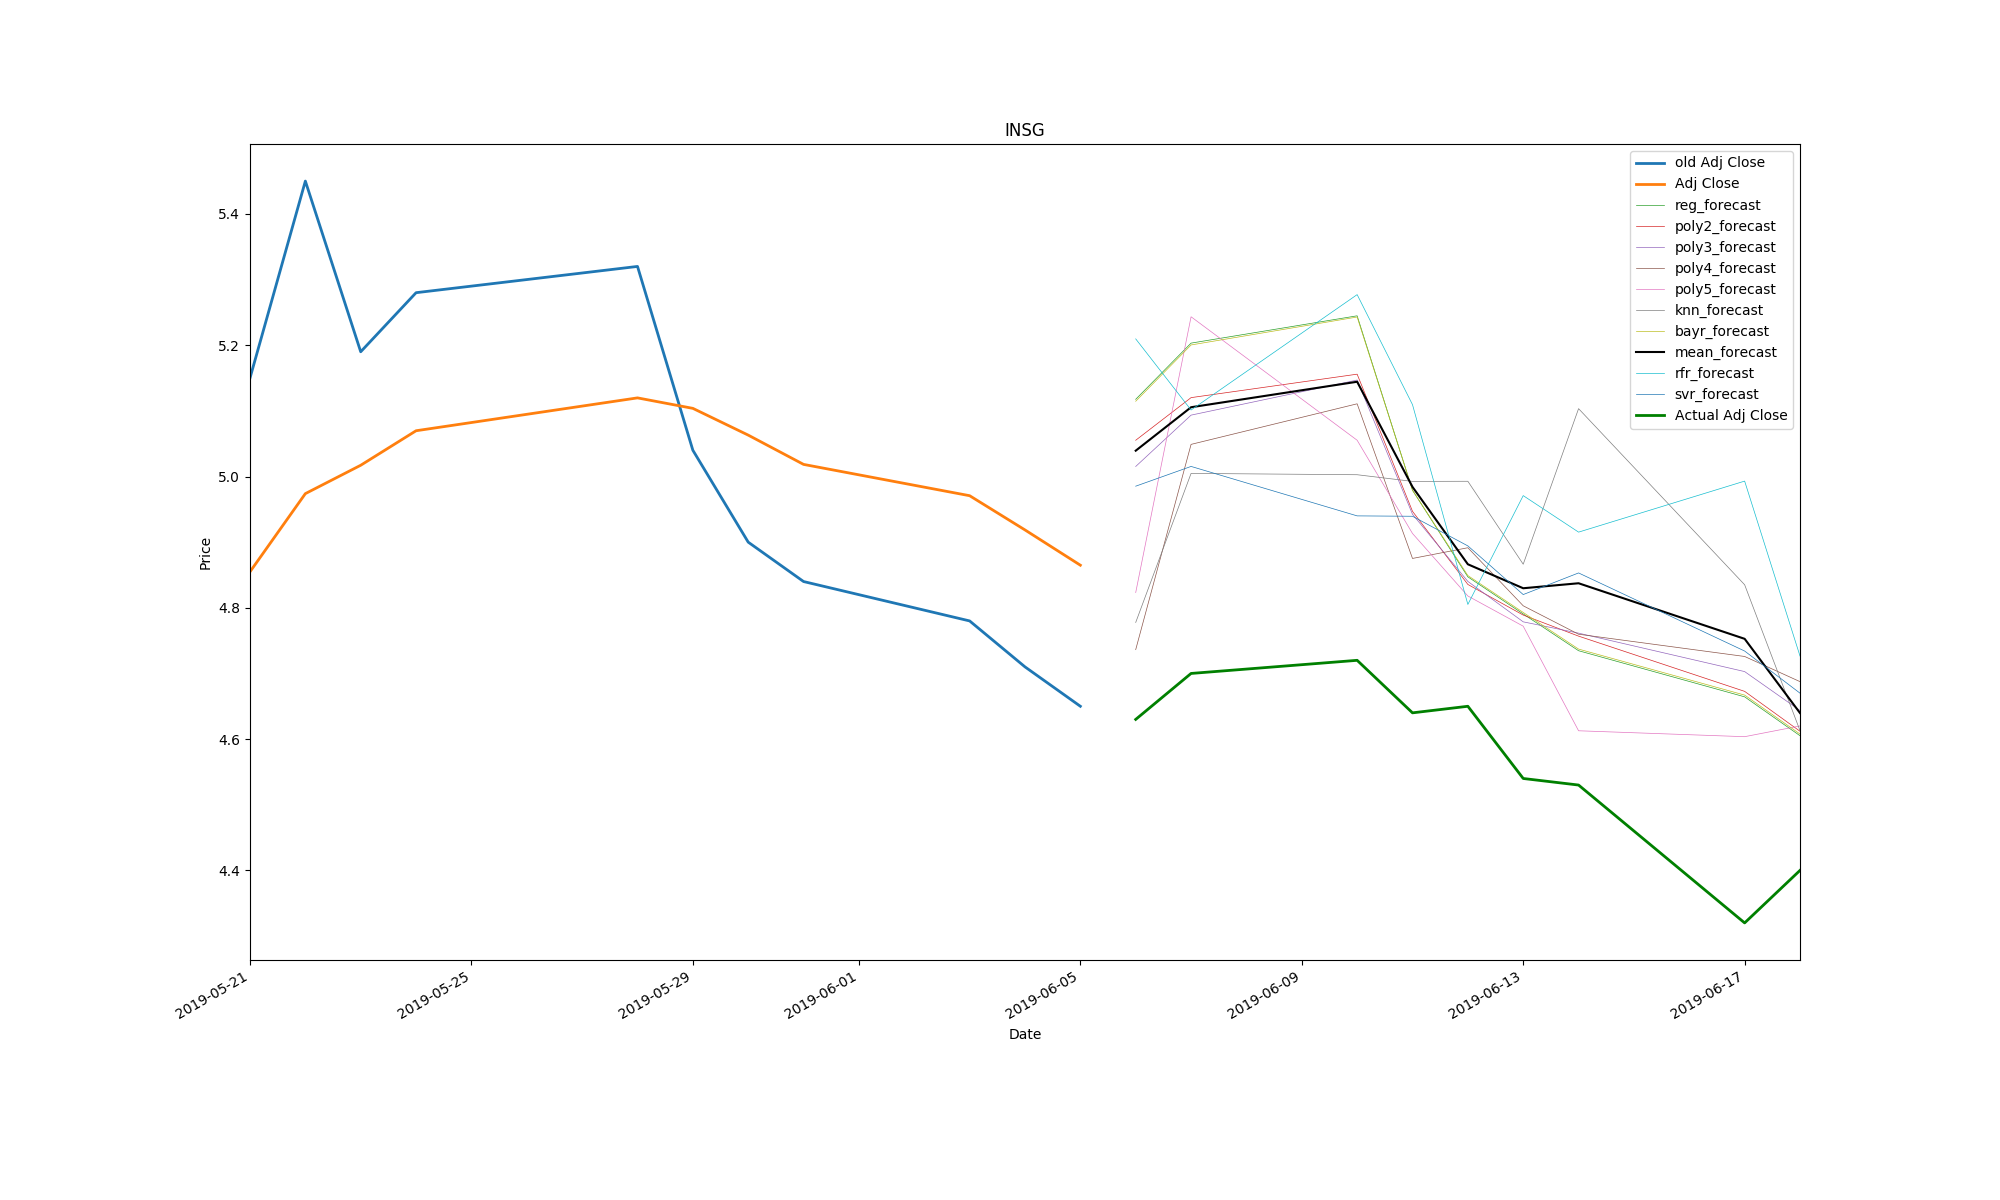 INSG
old Adj Close
Adj Close
reg_forecast
poly2_forecast
poly3_forecast
poly4_forecast
poly5_forecast
knn_forecast
bayr_forecast
mean_forecast
rfr_forecast
svr_forecast
Actual Adj Close
5.4
5.2
5.0
4.8
4.6
4.4
Price
2019-05-21
2019-05-25
2019-05-29
2019-06-01
2019-06-05
2019-06-09
2019-06-13
2019-06-17
Date